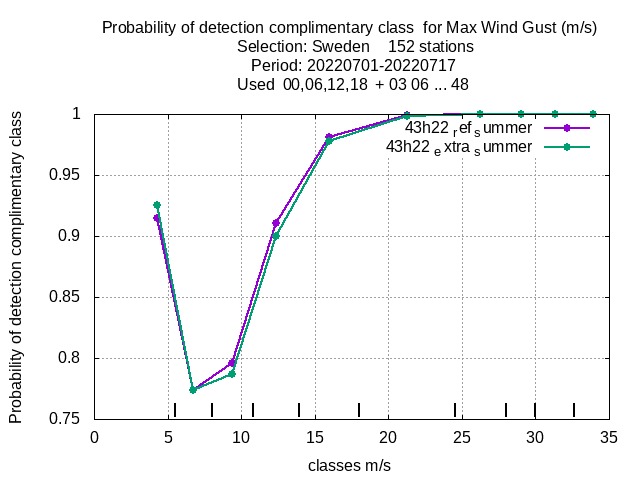 Probability of detection complimentary class for Max Wind Gust (m/s)
Selection: Sweden 152 stations
Period: 20220701-20220717
Used 00,06,12,18 + 03 06 ... 48
Probability of detection complimentary class
1
0.95
0.9
0.85
0.8
0.75
43h22 ref summer
43h22 extra summer
0 5 10 15 20 25 30 35
classes m/s